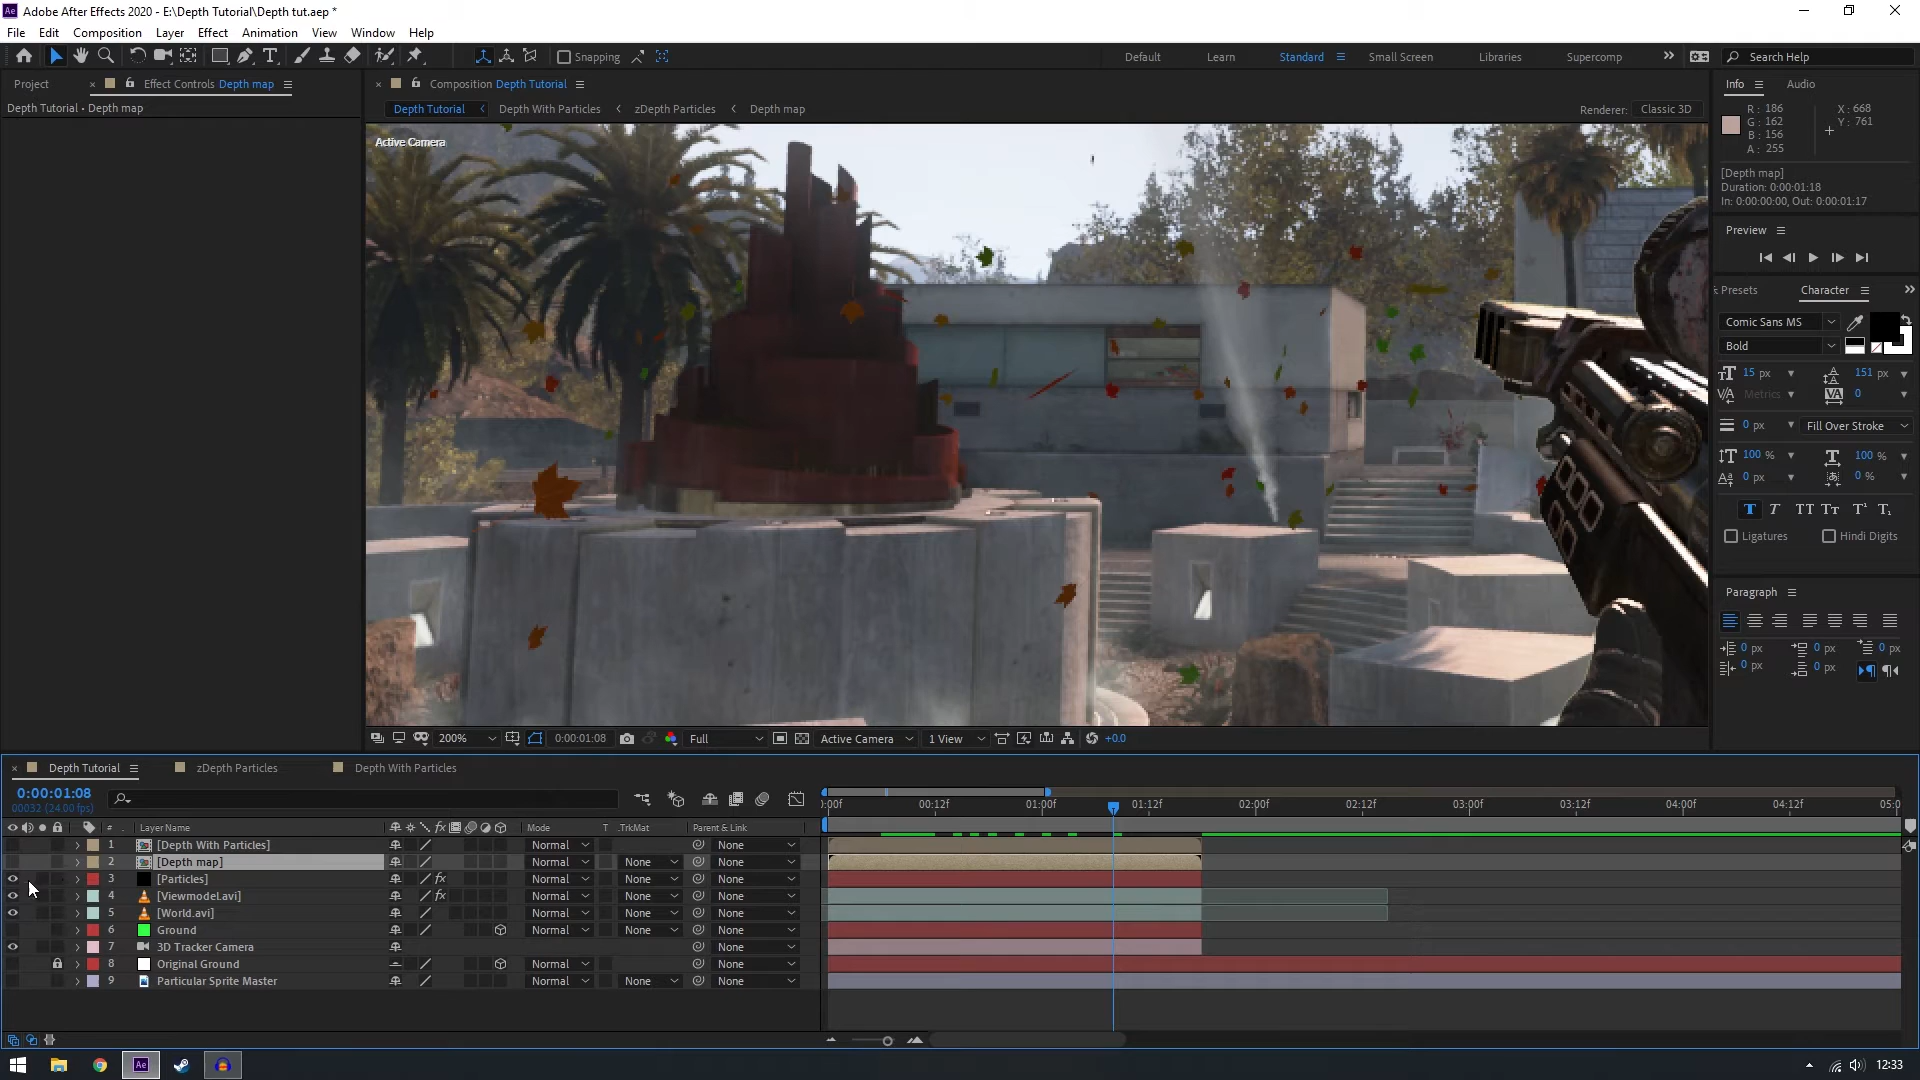 Adobe After Effects 2020 - E:\Depth Tutorial\Depth tut.aep *
File Edit Composition Layer Effect Animation View Window Help
Snapping
Default Learn Standard Small Screen Libraries Supercomp Search Help
Project Effect Controls Depth map
Depth Tutorial • Depth map
Composition Depth Tutorial
Depth Tutorial Depth With Particles zDepth Particles Depth map
Renderer: Classic 3D
Active Camera
Info Audio
R : 186 X : 668
G : 162 Y : 761
B : 156
A : 255
[Depth map]
Duration: 0:00:01:18
In: 0:00:00:00, Out: 0:00:01:17
Preview
Presets Character
Comic Sans MS
Bold
15 px 151 px
Metrics 0
0 px Fill Over Stroke
100 % 100 %
0 px 0 %
Ligatures Hindi Digits
Paragraph
0 px 0 px 0 px
0 px 0 px
200% 0:00:01:08 Full Active Camera 1 View +0.0
Depth Tutorial zDepth Particles Depth With Particles
0:00:01:08
00032 (24.00 fps)
:00f 00:12f 01:00f 01:12f 02:00f 02:12f 03:00f 03:12f 04:00f 04:12f 05:0
# Layer Name Mode T .TrkMat Parent & Link
1 [Depth With Particles] Normal None
2 [Depth map] Normal None None
3 [Particles] Normal None None
4 [Viewmodel.avi] Normal None None
5 [World.avi] Normal None None
6 Ground Normal None None
7 3D Tracker Camera None
8 Original Ground Normal None
9 Particular Sprite Master Normal None None
12:33